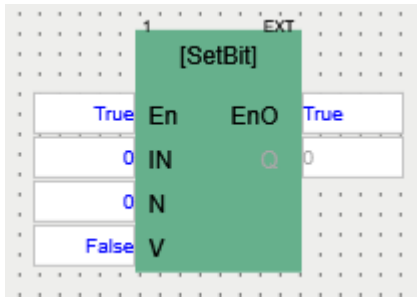 1 EXT
[SetBit]
True En EnO True
0 IN Q 0
0 N
False V